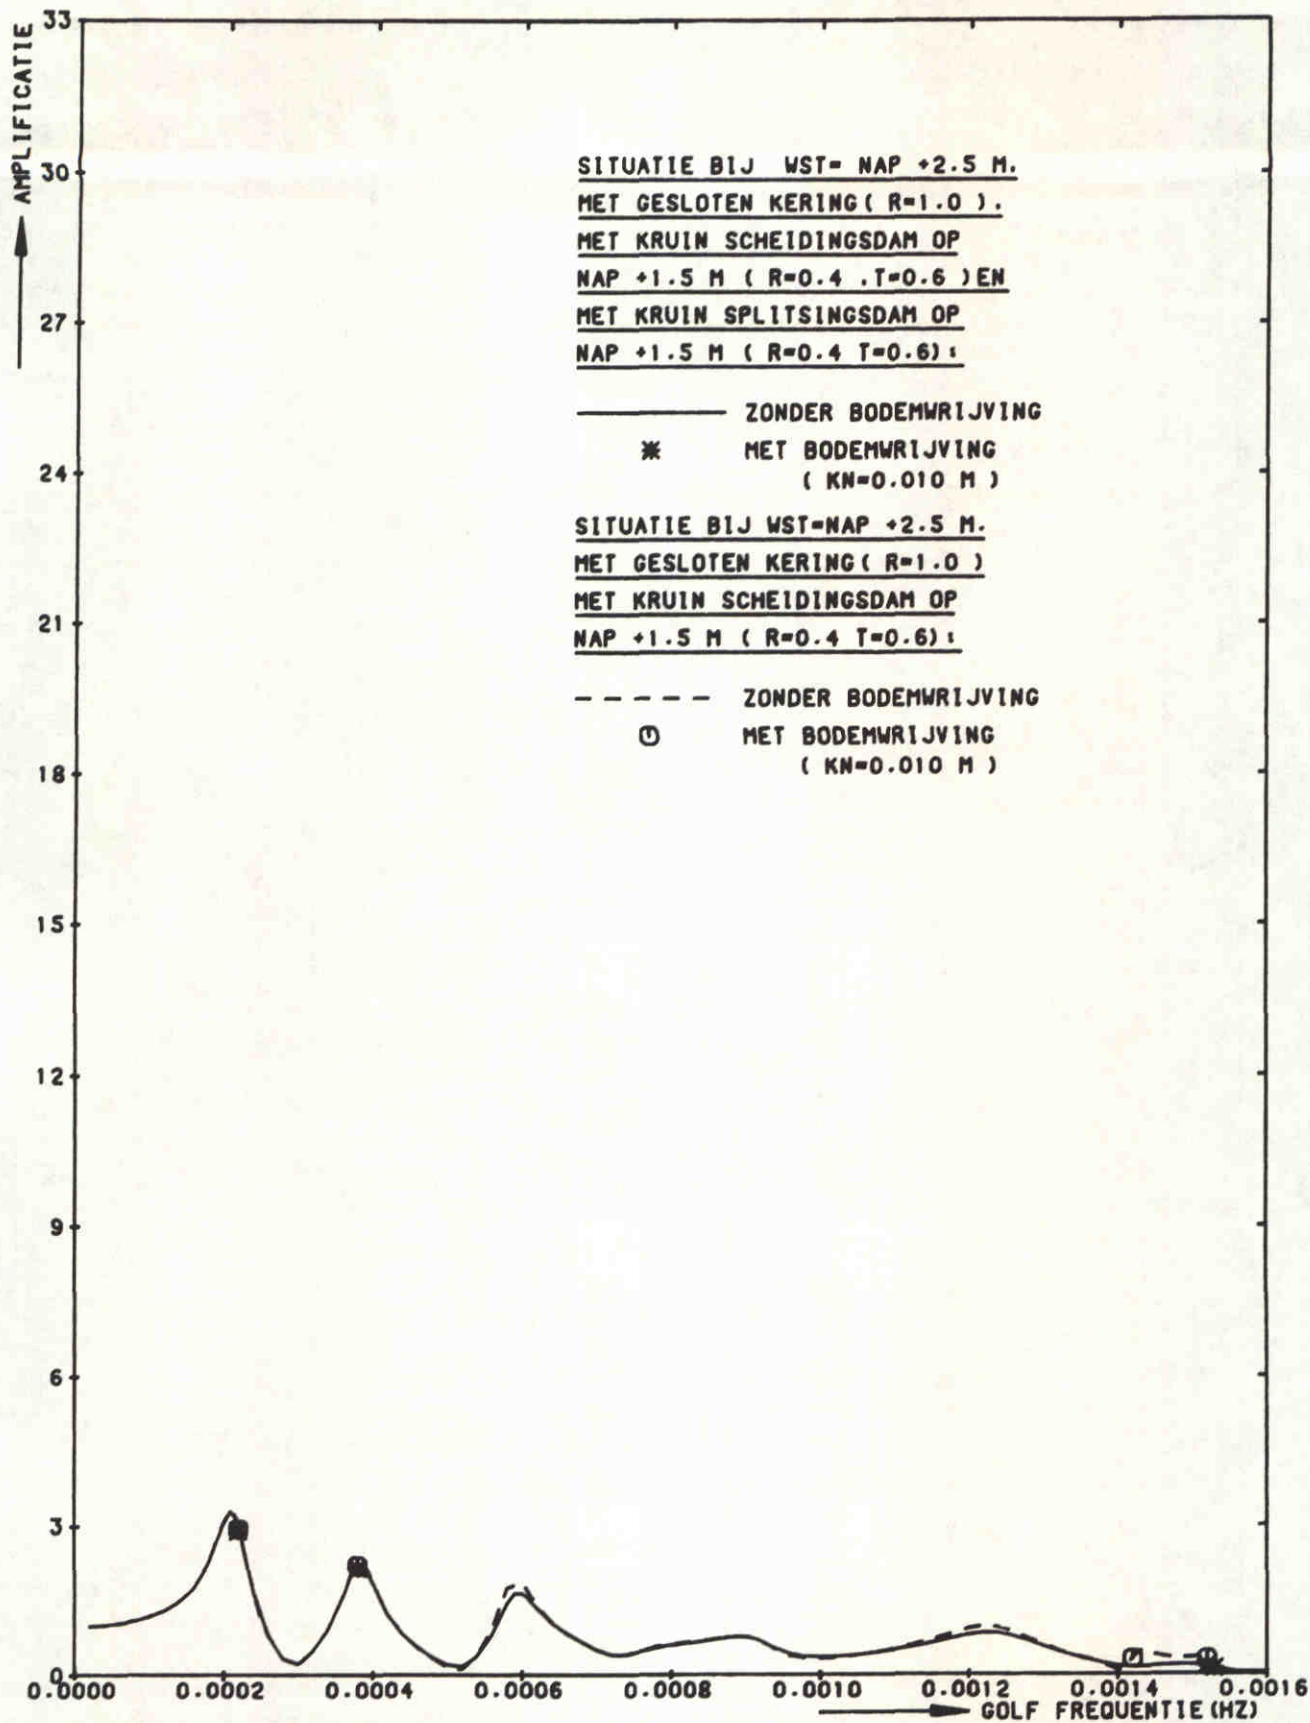 AMPLIFICATIE
33
30
27
24
21
18
15
12
9
6
3
0
SITUATIE BIJ WST= NAP +2.5 M.
MET GESLOTEN KERING( R=1.0 ).
MET KRUIN SCHEIDINGSDAM OP
NAP +1.5 M ( R=0.4 .T=0.6 )EN
MET KRUIN SPLITSINGSDAM OP
NAP +1.5 M ( R=0.4 T=0.6):
ZONDER BODEMWRIJVING
MET BODEMWRIJVING
( KN=0.010 M )
SITUATIE BIJ WST=NAP +2.5 M.
MET GESLOTEN KERING( R=1.0 )
MET KRUIN SCHEIDINGSDAM OP
NAP +1.5 M ( R=0.4 T=0.6):
ZONDER BODEMWRIJVING
MET BODEMWRIJVING
( KN=0.010 M )
0.0000 0.0002 0.0004 0.0006 0.0008 0.0010 0.0012 0.0014 0.0016
GOLF FREQUENTIE(HZ)